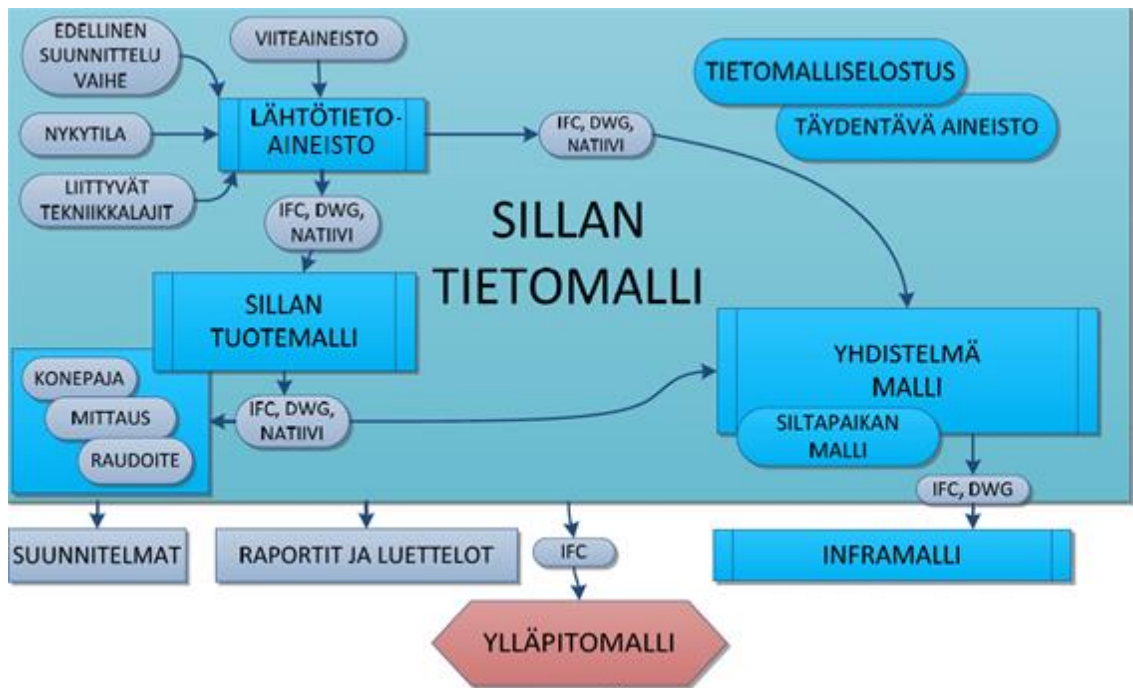 EDELLINEN
SUUNNITTELU
VAIHE
VIITEAINEISTO
TIETOMALLISELOSTUS
TÄYDENTÄVÄ AINEISTO
NYKYTILA
LÄHTÖTIETO-
AINEISTO
IFC, DWG,
NATIIVI
LIITTYVÄT
TEKNIIKKALAJIT
IFC, DWG,
NATIIVI
SILLAN
TIETOMALLI
SILLAN
TUOTEMALLI
YHDISTELMÄ
MALLI
SILTAPAIKAN
MALLI
KONEPAJA
MITTAUS
RAUDOITE
IFC, DWG,
NATIIVI
IFC, DWG
SUUNNITELMAT
RAPORTIT JA LUETTELOT
IFC
INFRAMALLI
YLLÄPITOMALLI